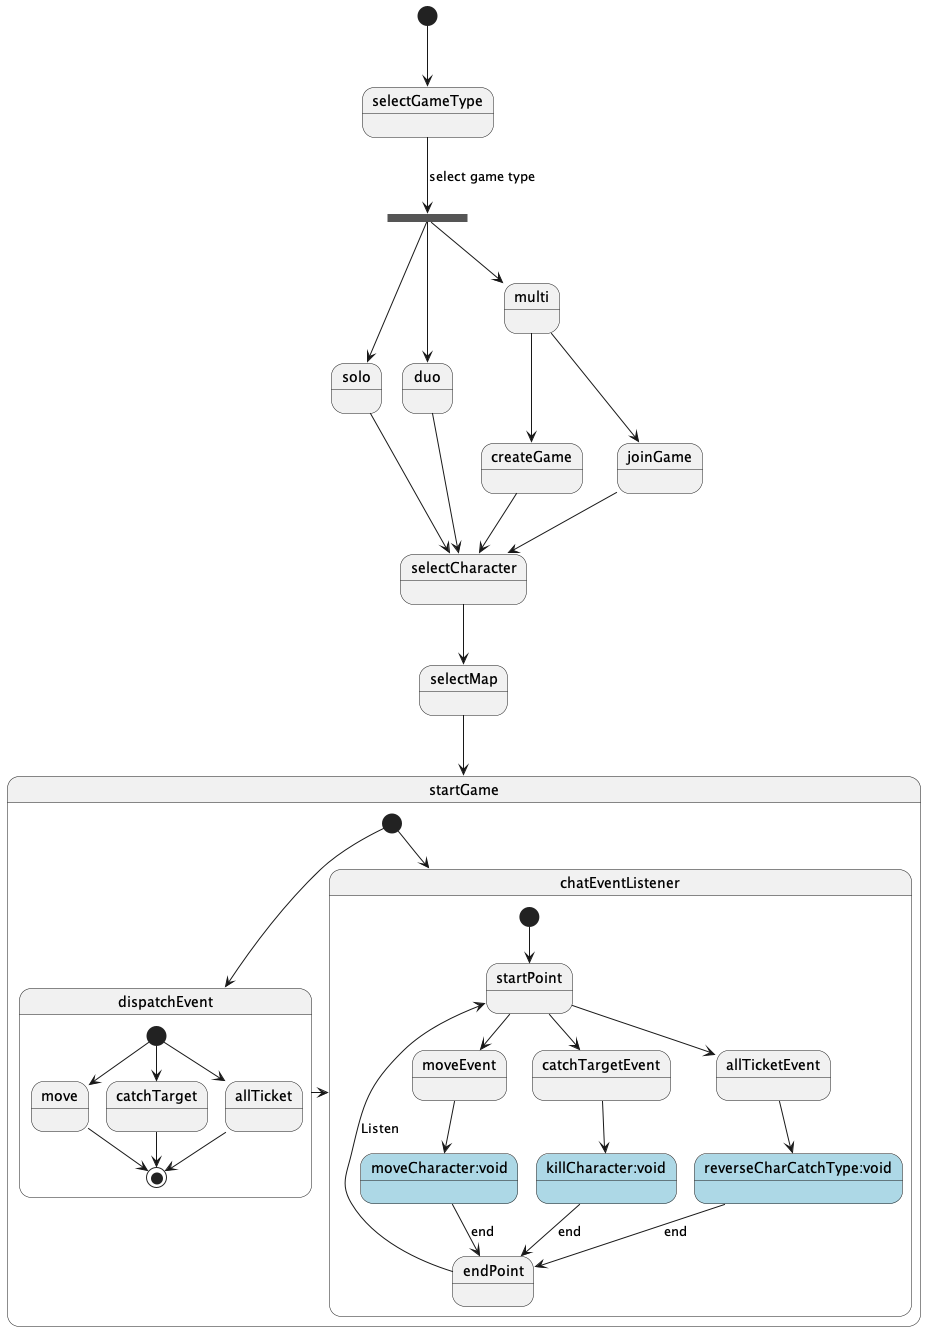 selectGameType
select game type
multi
solo
duo
createGame
joinGame
selectCharacter
selectMap
startGame
chatEventListener
startPoint
dispatchEvent
moveEvent
catchTargetEvent
allTicketEvent
move
catchTarget
allTicket
Listen
moveCharacter:void
killCharacter:void
reverseCharCatchType:void
end
end
end
endPoint